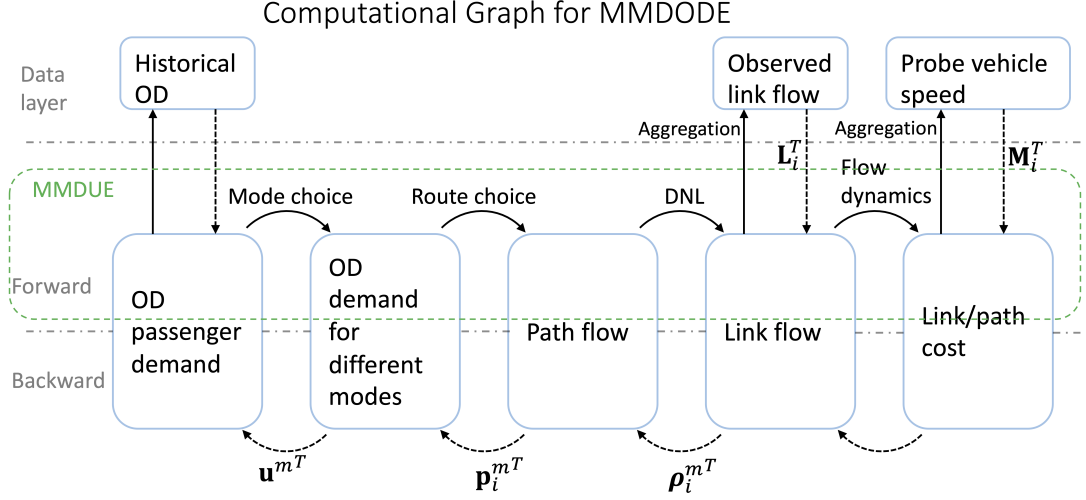 Computational Graph for MMDODE
Data
layer
Historical
OD
Observed
link flow
Probe vehicle
speed
Aggregation
𝐋ᵢᵀ
Aggregation
𝐌ᵢᵀ
MMDUE
Mode choice
Route choice
DNL
Flow
dynamics
Forward
Backward
OD
passenger
demand
OD
demand
for
different
modes
Path flow
Link flow
Link/path
cost
𝐮^{mT}
𝐩_i^{mT}
𝝆_i^{mT}